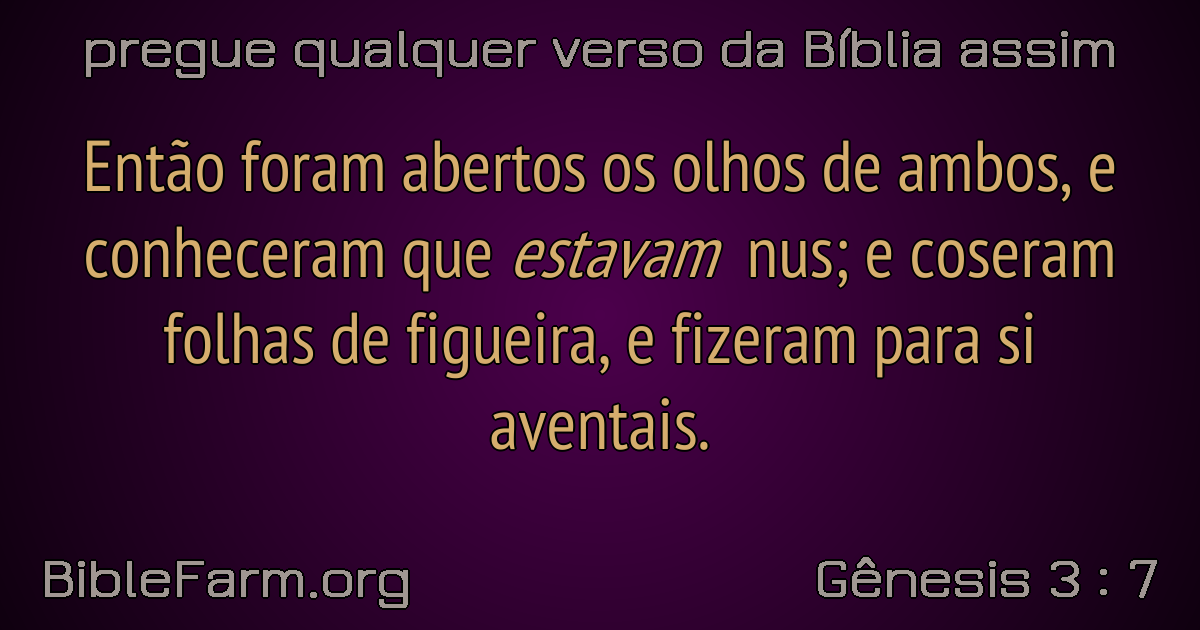 pregue qualquer verso da Bíblia assim
Então foram abertos os olhos de ambos, e
conheceram que estavam nus; e coseram
folhas de figueira, e fizeram para si
aventais.
BibleFarm.org
Gênesis 3 : 7